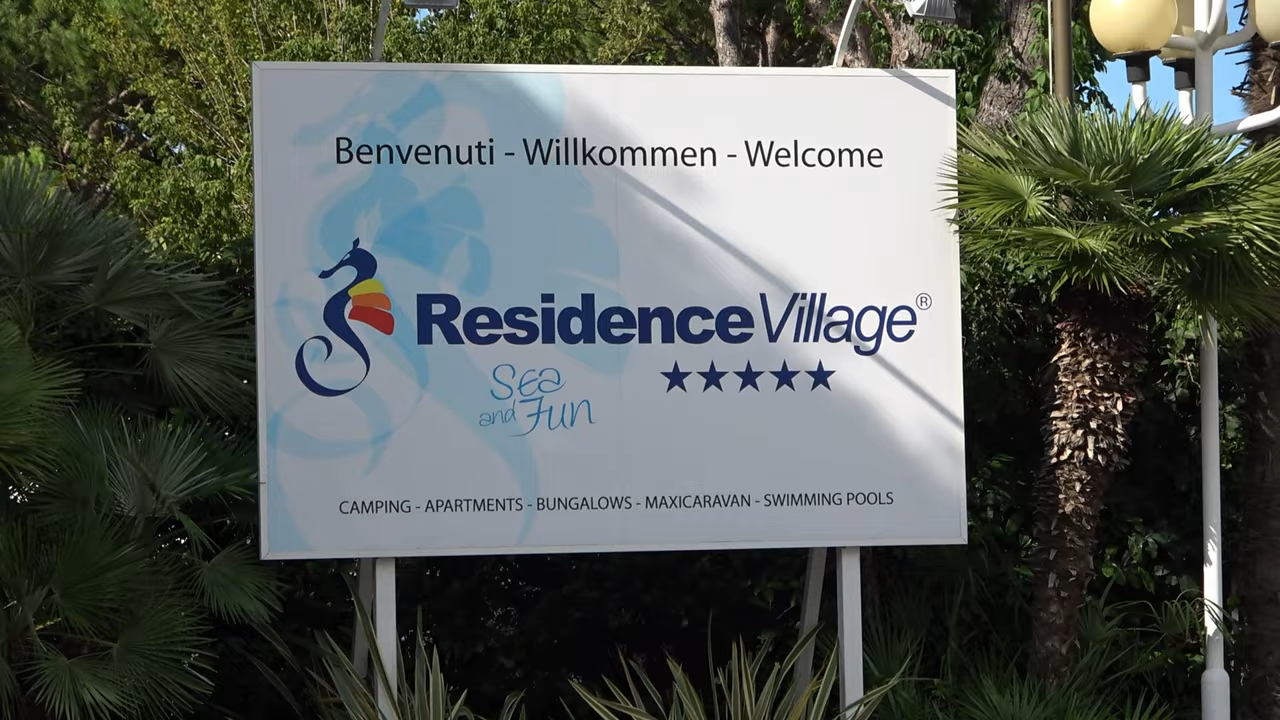 Benvenuti - Willkommen - Welcome
ResidenceVillage®
Sea
and Fun
★★★★★
CAMPING - APARTMENTS - BUNGALOWS - MAXICARAVAN - SWIMMING POOLS